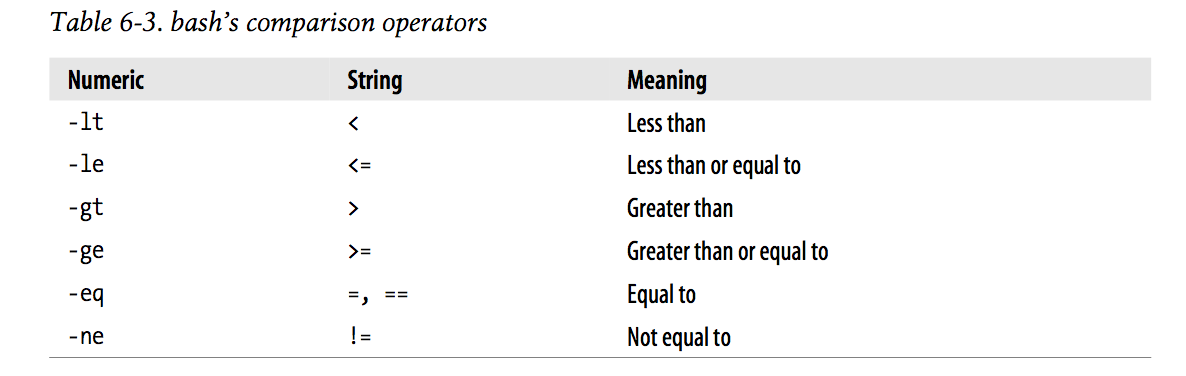 Table 6-3. bash’s comparison operators
Numeric String Meaning
-lt < Less than
-le <= Less than or equal to
-gt > Greater than
-ge >= Greater than or equal to
-eq =, == Equal to
-ne != Not equal to